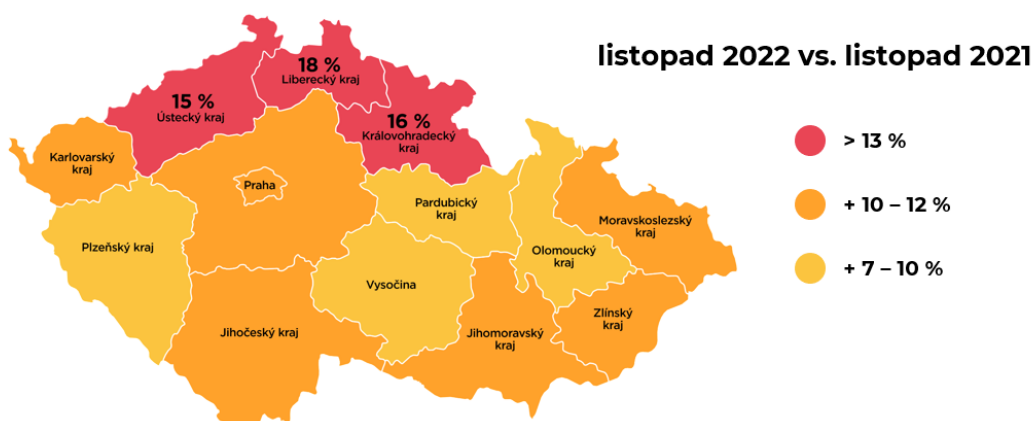 listopad 2022 vs. listopad 2021
18 %
Liberecký kraj
15 %
Ústecký kraj
16 %
Královohradecký
kraj
Karlovarský
kraj
Praha
Pardubický
kraj
Plzeňský kraj
Moravskoslezský
kraj
Olomoucký
kraj
Vysočina
Zlínský
kraj
Jihočeský kraj
Jihomoravský
kraj
> 13 %
+ 10 – 12 %
+ 7 – 10 %